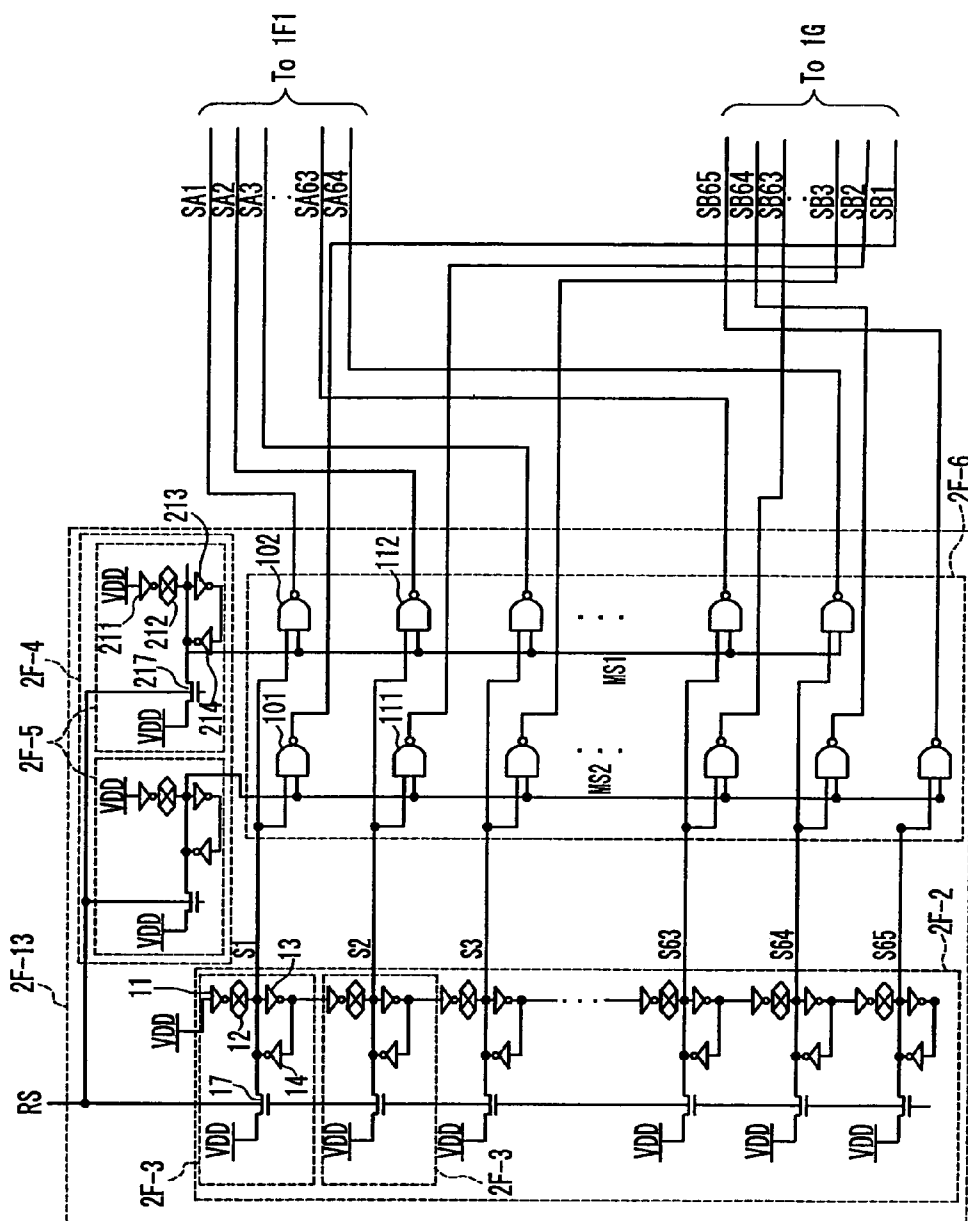 RS
2F-13
2F-4
2F-5
VDD
VDD
VDD
VDD
211
212
213
214
217
2F-3
VDD
VDD
17
11
12
13
14
S1
101
102
SA1
SA2
SA3
··
SA63
SA64
To 1F1
2F-3
VDD
S2
111
112
VDD
S3
· · ·
MS2
· · ·
MS1
VDD
S63
VDD
S64
VDD
S65
2F-2
2F-6
SB65
SB64
SB63
··
SB3
SB2
SB1
To 1G